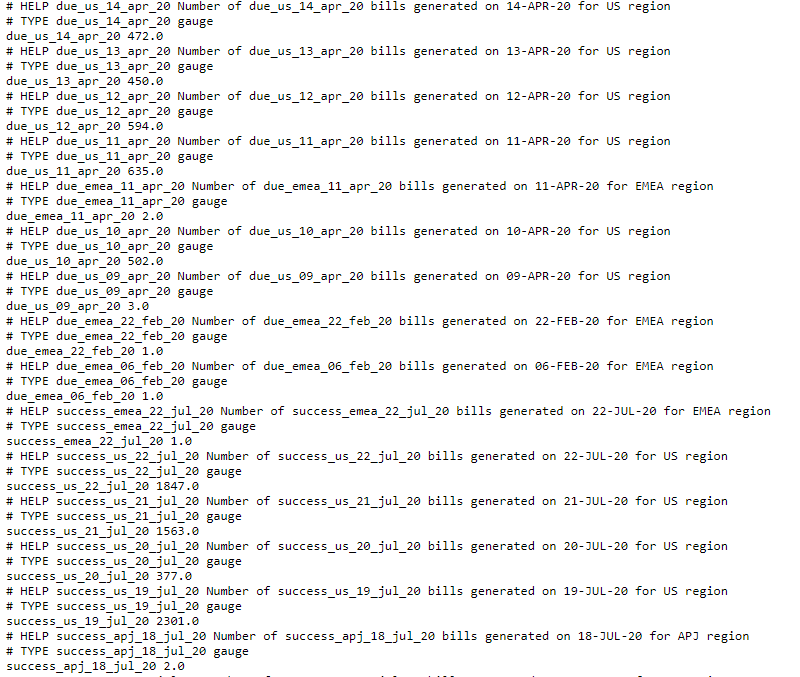 # HELP due_us_14_apr_20 Number of due_us_14_apr_20 bills generated on 14-APR-20 for US region
# TYPE due_us_14_apr_20 gauge
due_us_14_apr_20 472.0
# HELP due_us_13_apr_20 Number of due_us_13_apr_20 bills generated on 13-APR-20 for US region
# TYPE due_us_13_apr_20 gauge
due_us_13_apr_20 450.0
# HELP due_us_12_apr_20 Number of due_us_12_apr_20 bills generated on 12-APR-20 for US region
# TYPE due_us_12_apr_20 gauge
due_us_12_apr_20 594.0
# HELP due_us_11_apr_20 Number of due_us_11_apr_20 bills generated on 11-APR-20 for US region
# TYPE due_us_11_apr_20 gauge
due_us_11_apr_20 635.0
# HELP due_emea_11_apr_20 Number of due_emea_11_apr_20 bills generated on 11-APR-20 for EMEA region
# TYPE due_emea_11_apr_20 gauge
due_emea_11_apr_20 2.0
# HELP due_us_10_apr_20 Number of due_us_10_apr_20 bills generated on 10-APR-20 for US region
# TYPE due_us_10_apr_20 gauge
due_us_10_apr_20 502.0
# HELP due_us_09_apr_20 Number of due_us_09_apr_20 bills generated on 09-APR-20 for US region
# TYPE due_us_09_apr_20 gauge
due_us_09_apr_20 3.0
# HELP due_emea_22_feb_20 Number of due_emea_22_feb_20 bills generated on 22-FEB-20 for EMEA region
# TYPE due_emea_22_feb_20 gauge
due_emea_22_feb_20 1.0
# HELP due_emea_06_feb_20 Number of due_emea_06_feb_20 bills generated on 06-FEB-20 for EMEA region
# TYPE due_emea_06_feb_20 gauge
due_emea_06_feb_20 1.0
# HELP success_emea_22_jul_20 Number of success_emea_22_jul_20 bills generated on 22-JUL-20 for EMEA region
# TYPE success_emea_22_jul_20 gauge
success_emea_22_jul_20 1.0
# HELP success_us_22_jul_20 Number of success_us_22_jul_20 bills generated on 22-JUL-20 for US region
# TYPE success_us_22_jul_20 gauge
success_us_22_jul_20 1847.0
# HELP success_us_21_jul_20 Number of success_us_21_jul_20 bills generated on 21-JUL-20 for US region
# TYPE success_us_21_jul_20 gauge
success_us_21_jul_20 1563.0
# HELP success_us_20_jul_20 Number of success_us_20_jul_20 bills generated on 20-JUL-20 for US region
# TYPE success_us_20_jul_20 gauge
success_us_20_jul_20 377.0
# HELP success_us_19_jul_20 Number of success_us_19_jul_20 bills generated on 19-JUL-20 for US region
# TYPE success_us_19_jul_20 gauge
success_us_19_jul_20 2301.0
# HELP success_apj_18_jul_20 Number of success_apj_18_jul_20 bills generated on 18-JUL-20 for APJ region
# TYPE success_apj_18_jul_20 gauge
success_apj_18_jul_20 2.0